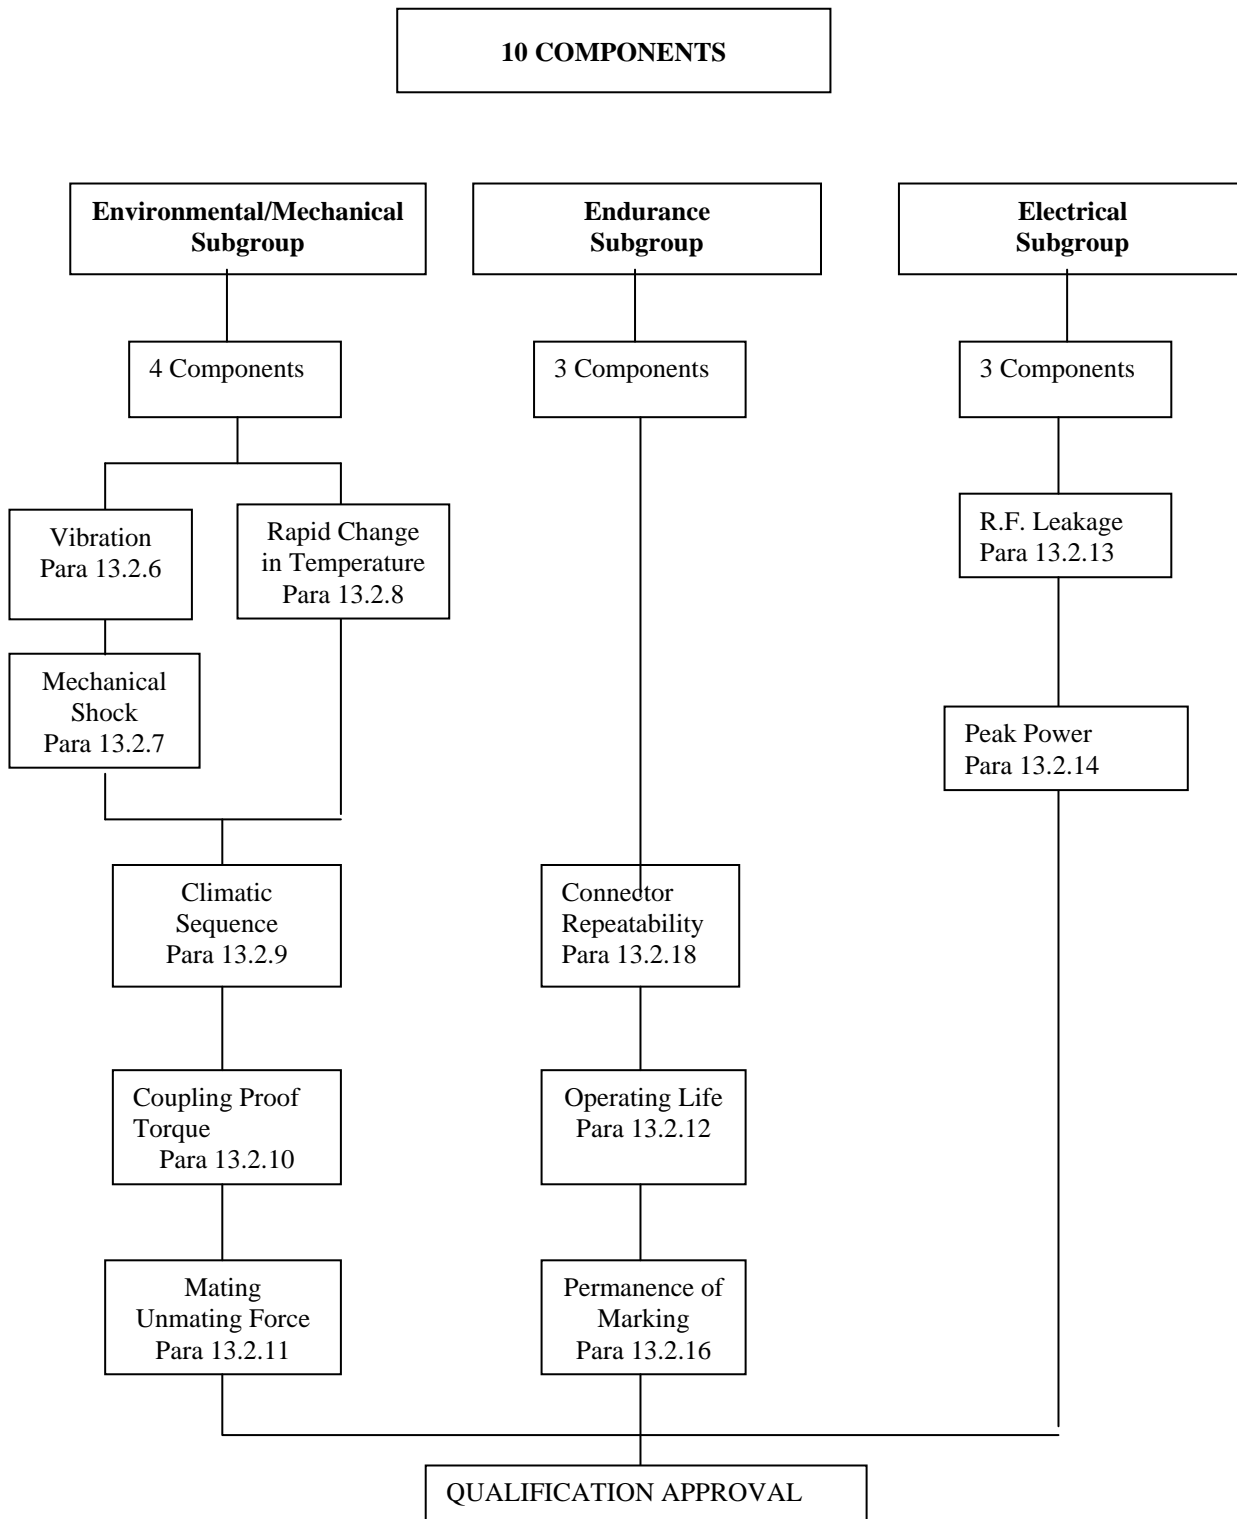 10 COMPONENTS
Environmental/Mechanical
Subgroup
Endurance
Subgroup
Electrical
Subgroup
4 Components
3 Components
3 Components
Vibration
Para 13.2.6
Rapid Change
in Temperature
Para 13.2.8
R.F. Leakage
Para 13.2.13
Mechanical
Shock
Para 13.2.7
Peak Power
Para 13.2.14
Climatic
Sequence
Para 13.2.9
Connector
Repeatability
Para 13.2.18
Coupling Proof
Torque
Para 13.2.10
Operating Life
Para 13.2.12
Mating
Unmating Force
Para 13.2.11
Permanence of
Marking
Para 13.2.16
QUALIFICATION APPROVAL